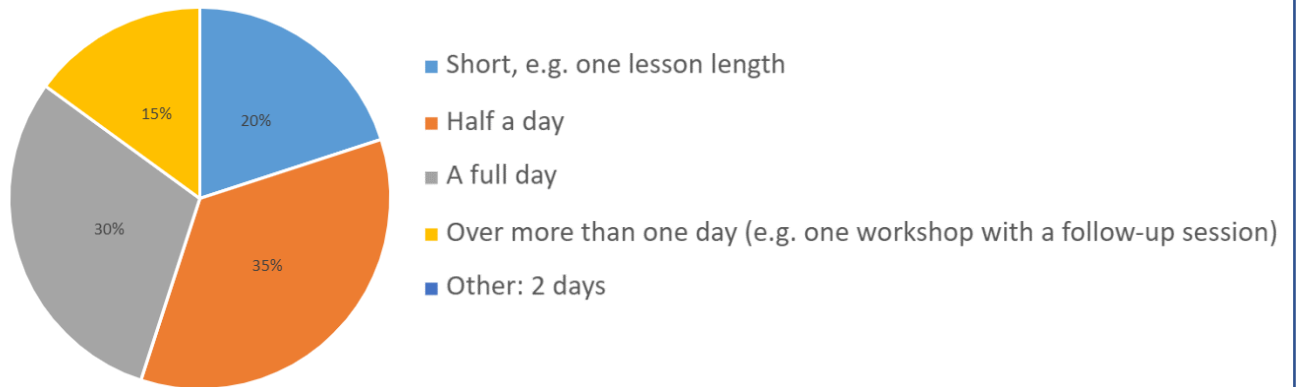 15%
20%
30%
35%
Short, e.g. one lesson length
Half a day
A full day
Over more than one day (e.g. one workshop with a follow-up session)
Other: 2 days